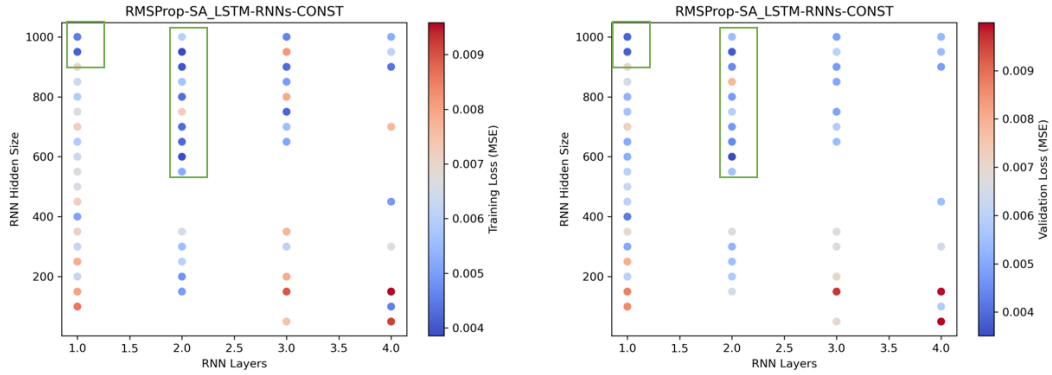 RMSProp-SA_LSTM-RNNs-CONST
RNN Hidden Size
1000
800
600
400
200
1.0 1.5 2.0 2.5 3.0 3.5 4.0
RNN Layers
0.009
0.008
0.007
0.006
0.005
0.004
Training Loss (MSE)
RMSProp-SA_LSTM-RNNs-CONST
RNN Hidden Size
1000
800
600
400
200
1.0 1.5 2.0 2.5 3.0 3.5 4.0
RNN Layers
0.009
0.008
0.007
0.006
0.005
0.004
Validation Loss (MSE)